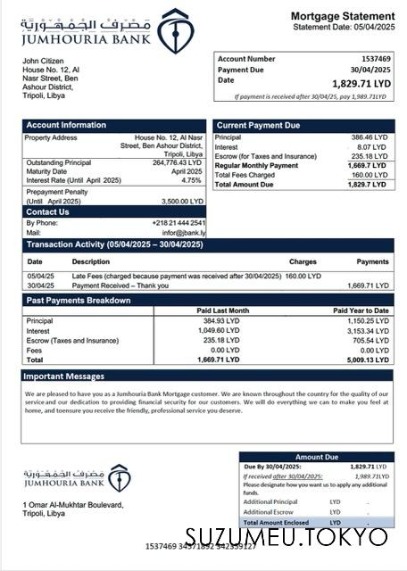 مصرف الجمهورية
JUMHOURIA BANK
Mortgage Statement
Statement Date: 05/04/2025
John Citizen
House No. 12, Al
Nasr Street, Ben
Ashour District,
Tripoli, Libya
Account Number 1537469
Payment Due 30/04/2025
Date
1,829.71 LYD
If payment is received after 30/04/25, pay 1,989.71LYD
Account Information
Property Address House No. 12, Al Nasr
Street, Ben Ashour District,
Tripoli, Libya
Outstanding Principal 264,776.43 LYD
Maturity Date April 2025
Interest Rate (Until April 2025) 4.75%
Prepayment Penalty
(Until April 2025) 3,500.00 LYD
Contact Us
By Phone: +218 21 444 2541
Mail: infor@jbank.ly
Current Payment Due
Principal 386.46 LYD
Interest 8.07 LYD
Escrow (for Taxes and Insurance) 235.18 LYD
Regular Monthly Payment 1,669.7 LYD
Total Fees Charged 160.00 LYD
Total Amount Due 1,829.7 LYD
Transaction Activity (05/04/2025 – 30/04/2025)
Date Description Charges Payments
05/04/25 Late Fees (charged because payment was received after 30/04/2025) 160.00 LYD
30/04/25 Payment Received – Thank you 1,669.71 LYD
Past Payments Breakdown
Paid Last Month Paid Year to Date
Principal 384.93 LYD 1,150.25 LYD
Interest 1,049.60 LYD 3,153.34 LYD
Escrow (Taxes and Insurance) 235.18 LYD 705.54 LYD
Fees 0.00 LYD 0.00 LYD
Total 1,669.71 LYD 5,009.13 LYD
Important Messages
We are pleased to have you as a Jumhouria Bank Mortgage customer. We are known throughout the country for the quality of our
service and our dedication to providing financial security for our customers. We will do everything we can to make you feel at
home, and toensure you receive the friendly, professional service you deserve.
مصرف الجمهورية
JUMHOURIA BANK
1 Omar Al-Mukhtar Boulevard,
Tripoli, Libya
Amount Due
Due By 30/04/2025: 1,829.71 LYD
If received after 30/04/2025: 1,989.71LYD
Please designate how you want us to apply any additional
funds.
Additional Principal LYD .
Additional Escrow LYD .
Total Amount Enclosed LYD .
SUZUMEU.TOKYO
1537469 34571892 342359127